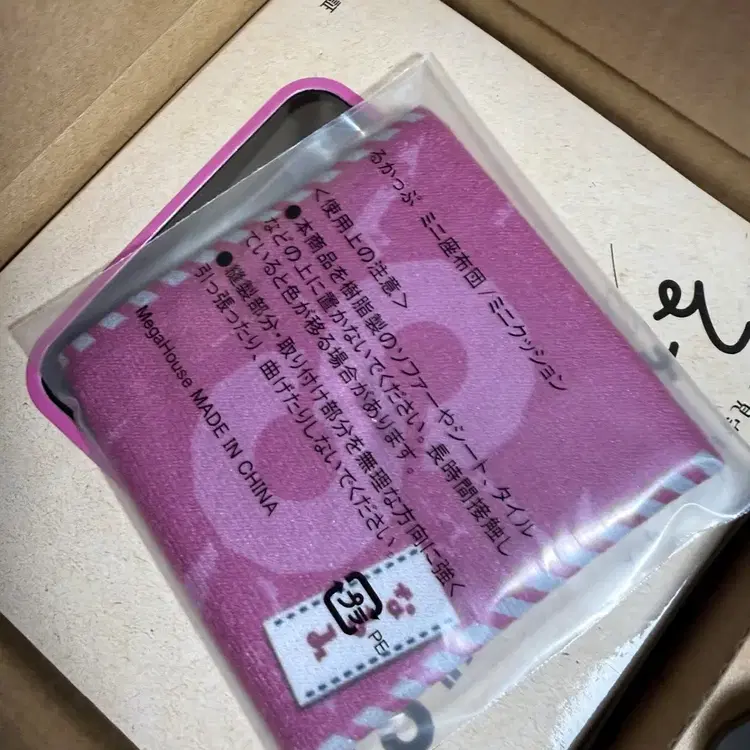 るかっぷ ミニ座布団/ミニクッション
<使用上の注意>
●本商品を樹脂製のソファーやシート、タイル
などの上に置かないでください。長時間接触し
ていると色が移る場合があります。
●縫製部分・取り付け部分を無理な方向に強く
引っ張ったり、曲げたりしないでください。
MegaHouse MADE IN CHINA
プラ
PE